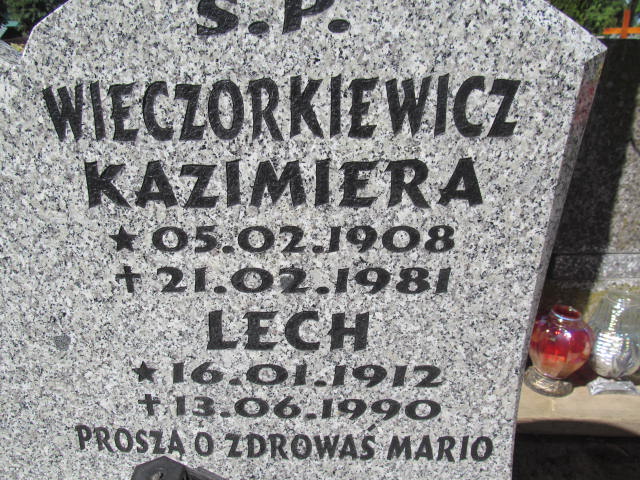 Ś.P.
WIECZORKIEWICZ
KAZIMIERA
★ 05.02.1908
✝ 21.02.1981
LECH
★ 16.01.1912
✝ 13.06.1990
PROSZĄ O ZDROWAŚ MARIO